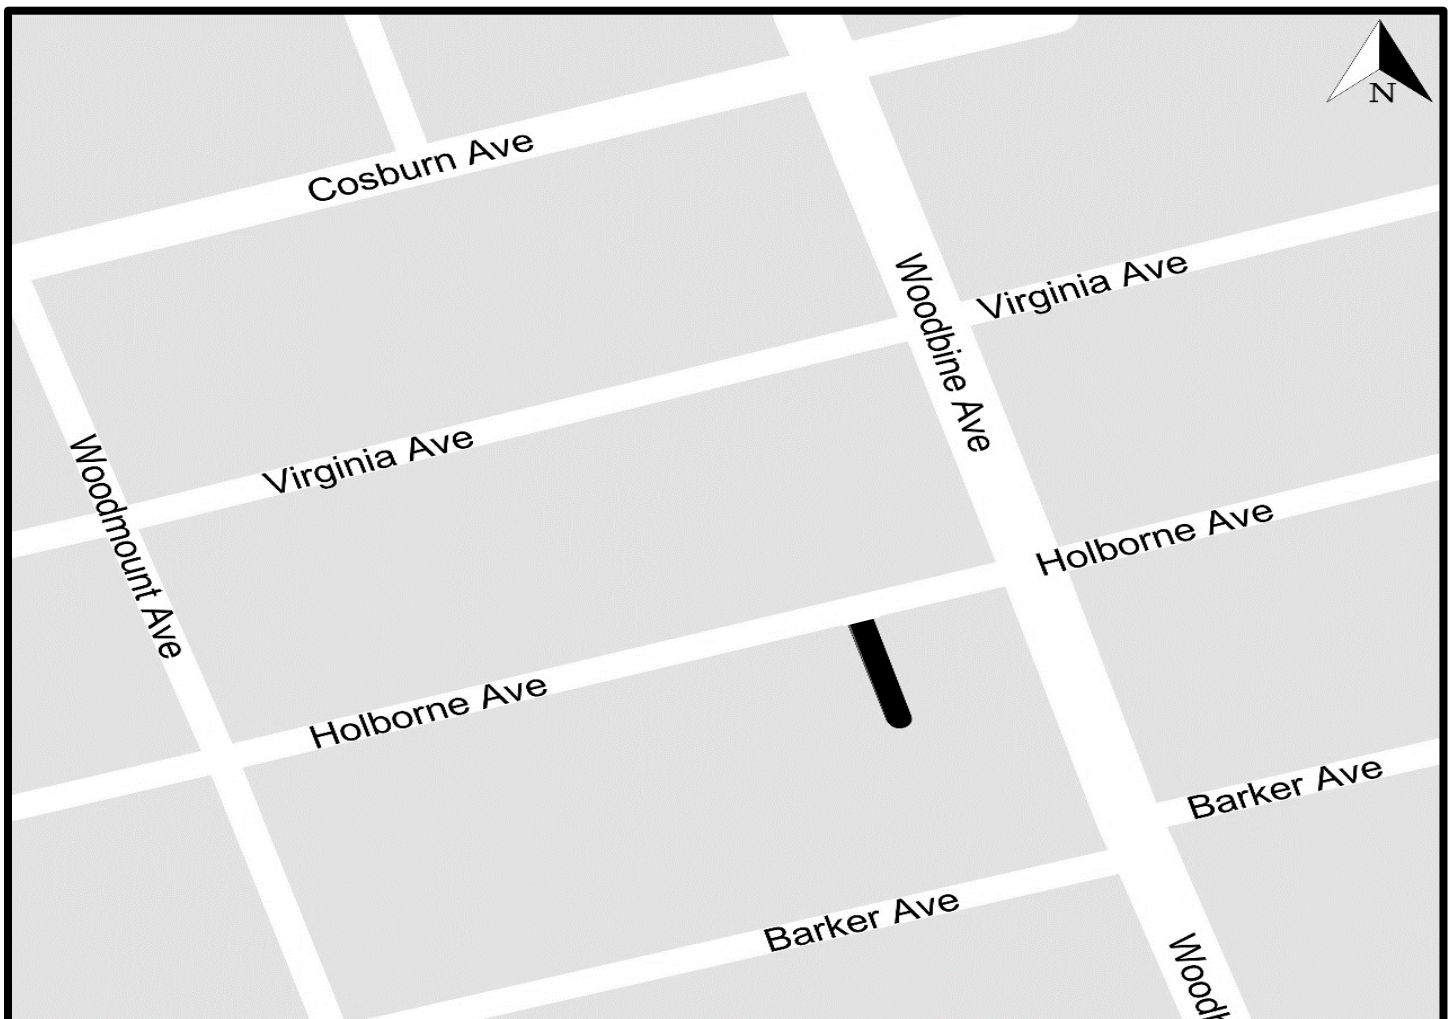 N
Cosburn Ave
Woodbine Ave
Virginia Ave
Virginia Ave
Woodmount Ave
Holborne Ave
Holborne Ave
Barker Ave
Barker Ave